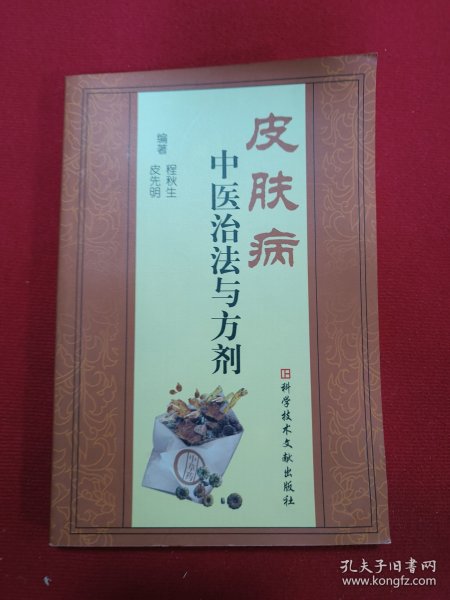 皮肤病
中医治法与方剂
编著
程秋生
皮先明
科学技术文献出版社
孔夫子旧书网
www.kongfz.com